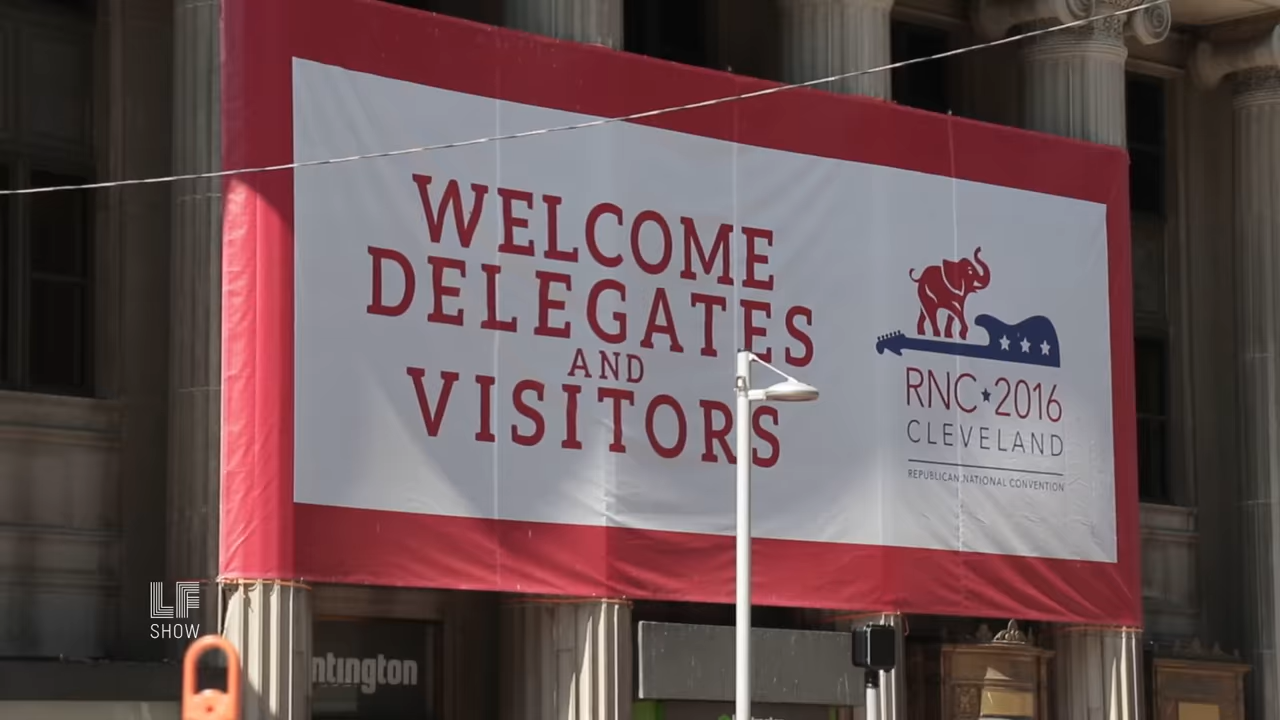 WELCOME
DELEGATES
AND
VISITORS
RNC★2016
CLEVELAND
REPUBLICAN NATIONAL CONVENTION
LF
SHOW
ntington